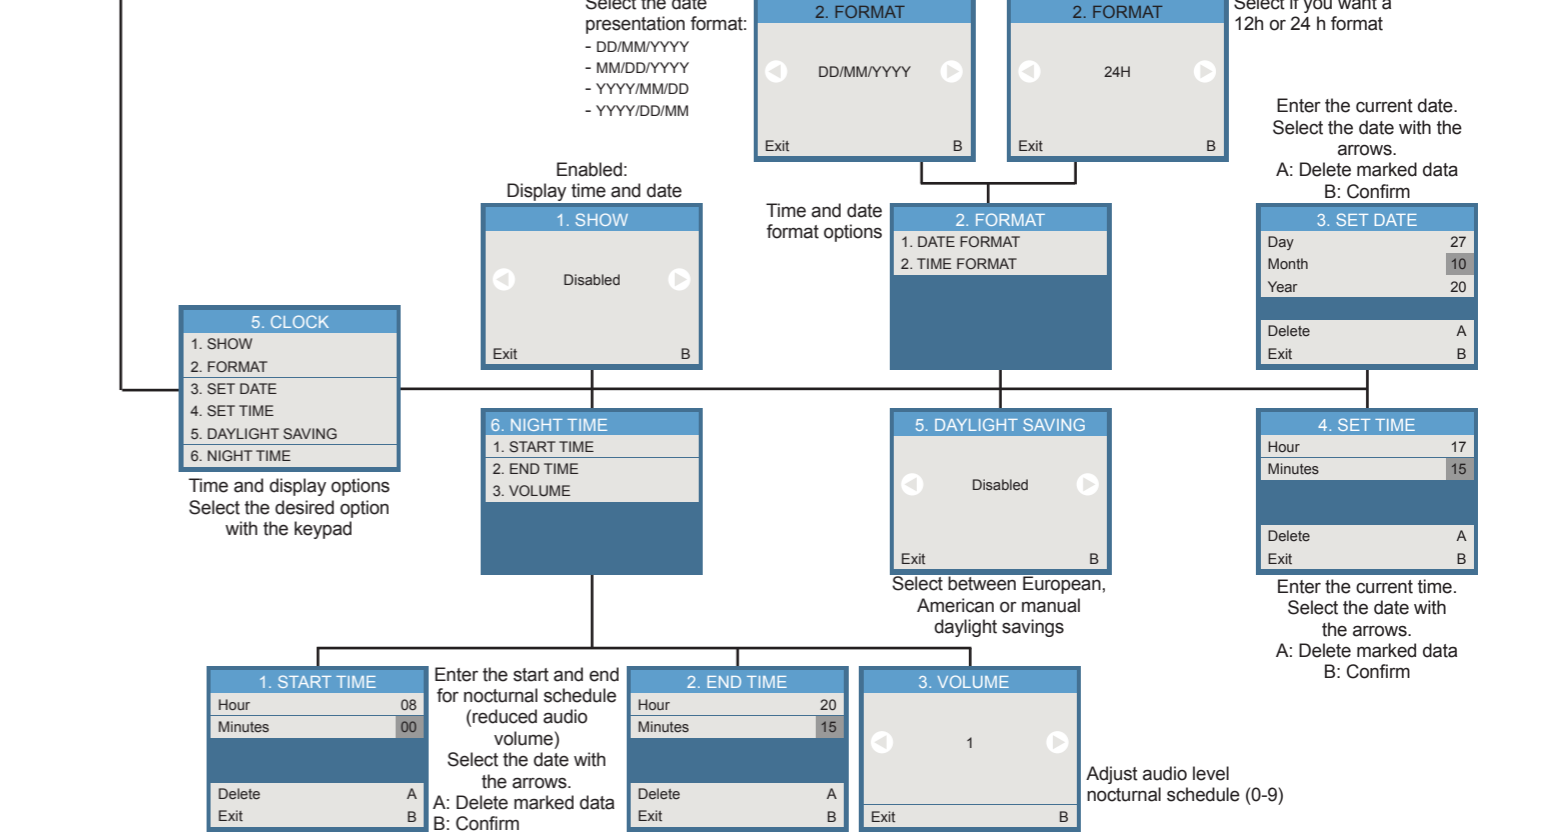 Select the date
presentation format:
- DD/MM/YYYY
- MM/DD/YYYY
- YYYY/MM/DD
- YYYY/DD/MM
2. FORMAT
DD/MM/YYYY
Exit B
2. FORMAT
24H
Exit B
Select if you want a
12h or 24 h format
Enter the current date.
Select the date with the
arrows.
A: Delete marked data
B: Confirm
Enabled:
Display time and date
1. SHOW
Disabled
Exit B
Time and date
format options
2. FORMAT
1. DATE FORMAT
2. TIME FORMAT
3. SET DATE
Day 27
Month 10
Year 20
Delete A
Exit B
5. CLOCK
1. SHOW
2. FORMAT
3. SET DATE
4. SET TIME
5. DAYLIGHT SAVING
6. NIGHT TIME
Time and display options
Select the desired option
with the keypad
6. NIGHT TIME
1. START TIME
2. END TIME
3. VOLUME
5. DAYLIGHT SAVING
Disabled
Exit B
Select between European,
American or manual
daylight savings
4. SET TIME
Hour 17
Minutes 15
Delete A
Exit B
Enter the current time.
Select the date with
the arrows.
A: Delete marked data
B: Confirm
1. START TIME
Hour 08
Minutes 00
Delete A
Exit B
Enter the start and end
for nocturnal schedule
(reduced audio
volume)
Select the date with
the arrows.
A: Delete marked data
B: Confirm
2. END TIME
Hour 20
Minutes 15
Delete A
Exit B
3. VOLUME
1
Exit B
Adjust audio level
nocturnal schedule (0-9)